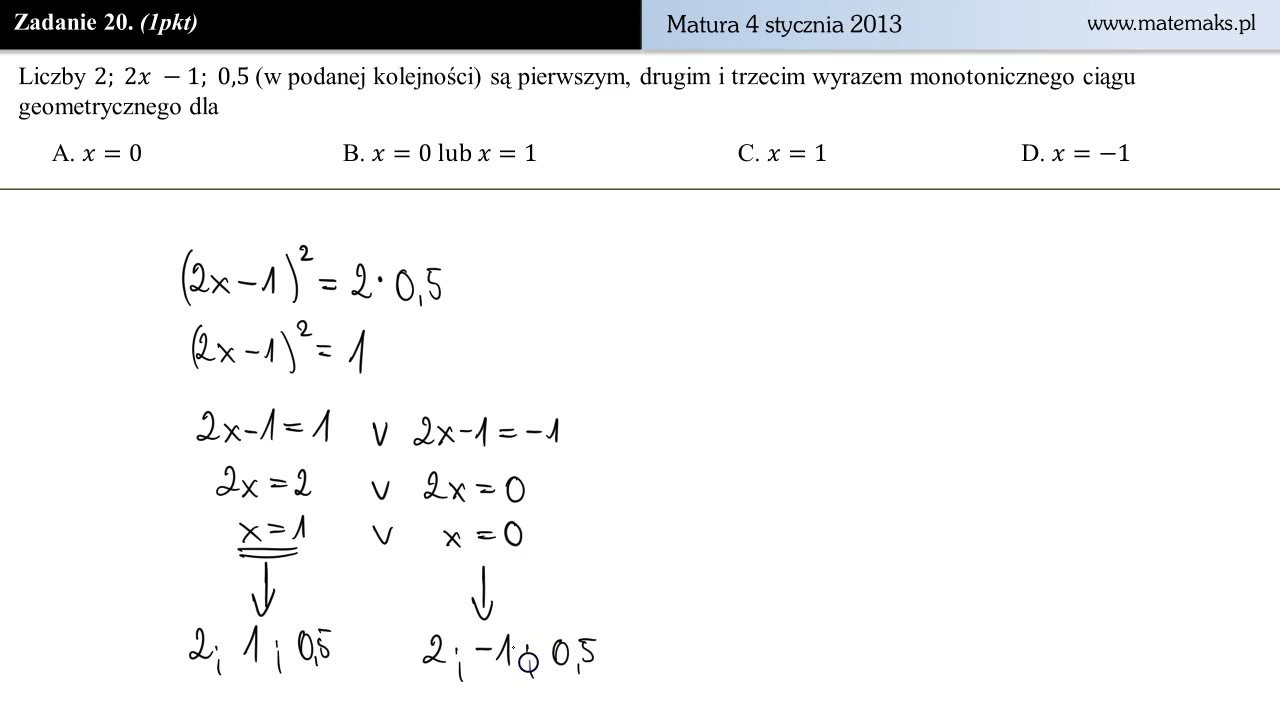 Zadanie 20. (1pkt) Matura 4 stycznia 2013 www.matemaks.pl
Liczby 2; 2x − 1; 0,5 (w podanej kolejności) są pierwszym, drugim i trzecim wyrazem monotonicznego ciągu
geometrycznego dla
A. x = 0 B. x = 0 lub x = 1 C. x = 1 D. x = −1
(2x−1)² = 2·0,5
(2x−1)² = 1
2x−1=1 ∨ 2x−1=−1
2x=2 ∨ 2x=0
x=1 ∨ x=0
2; 1; 0,5 2; −1; 0,5